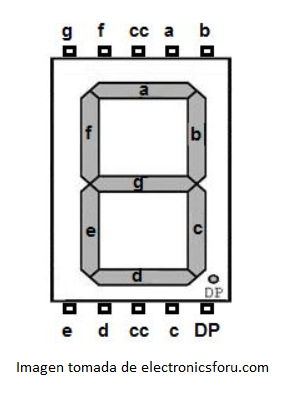 g f cc a b
a
f b
g
e c
d
DP
e d cc c DP
Imagen tomada de electronicsforu.com